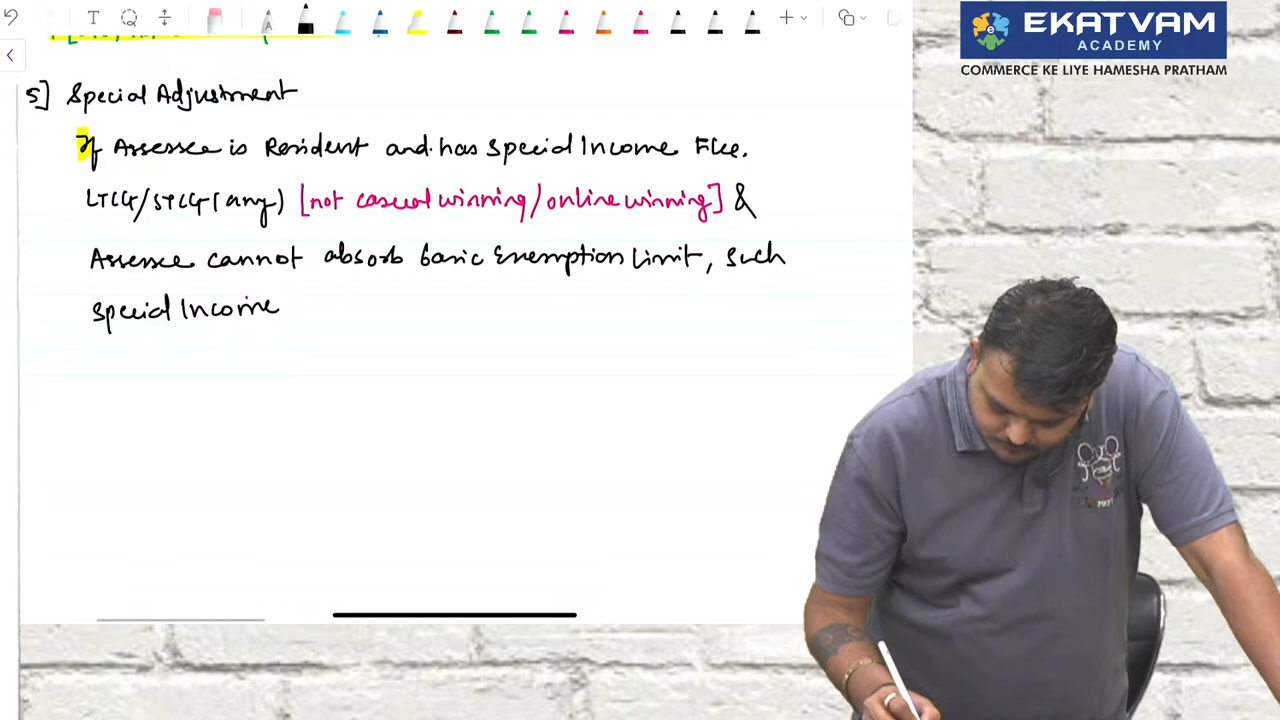 EKATVAM
ACADEMY
COMMERCE KE LIYE HAMESHA PRATHAM
5] Special Adjustment
If Assessee is Resident and has Special Income
LTCG/STCG(any) [not casual winning/online winning] &
Assessee cannot absorb basic Exemption Limit, Such
Special Income